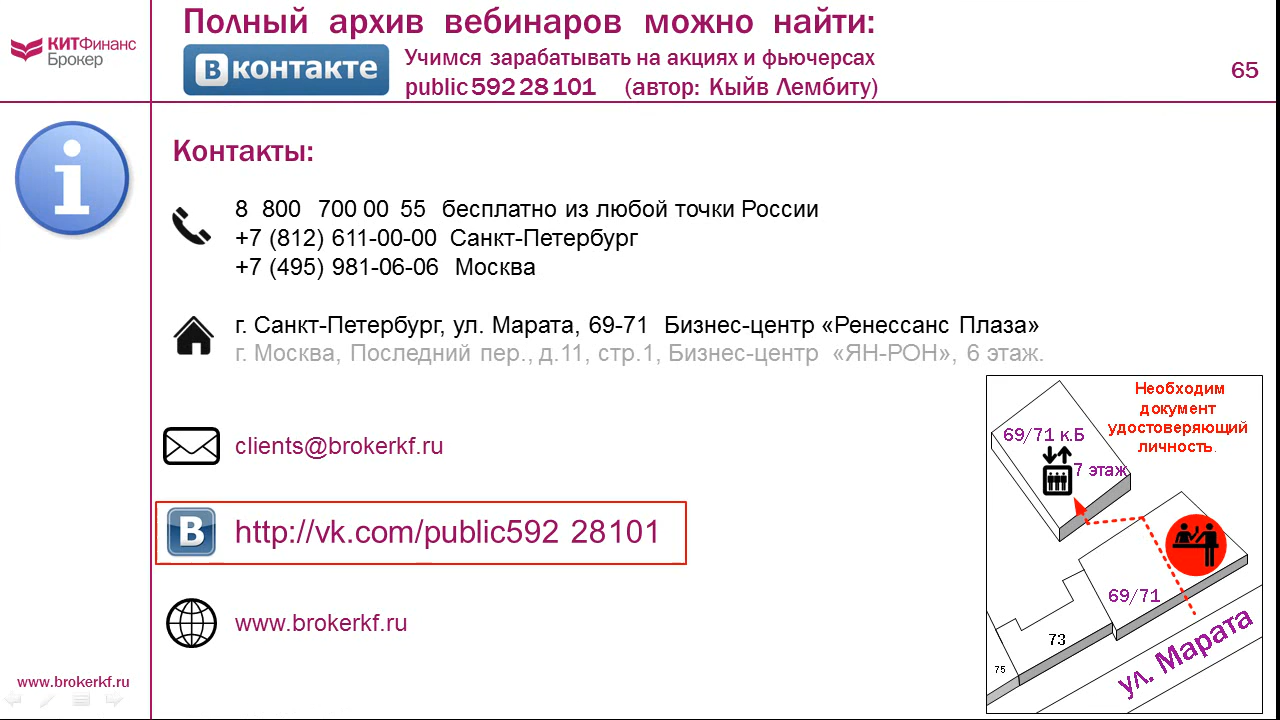 КИТФинанс
Брокер
Полный архив вебинаров можно найти:
В контакте
Учимся зарабатывать на акциях и фьючерсах
public 592 28 101 (автор: Кыйв Лембиту)
65
i
Контакты:
8 800 700 00 55 бесплатно из любой точки России
+7 (812) 611-00-00 Санкт-Петербург
+7 (495) 981-06-06 Москва
г. Санкт-Петербург, ул. Марата, 69-71 Бизнес-центр «Ренессанс Плаза»
г. Москва, Последний пер., д.11, стр.1, Бизнес-центр «ЯН-РОН», 6 этаж.
clients@brokerkf.ru
В
http://vk.com/public592 28101
www.brokerkf.ru
Необходим
документ
удостоверяющий
личность.
69/71 к.Б
7 этаж
69/71
73
75
ул. Марата
www.brokerkf.ru